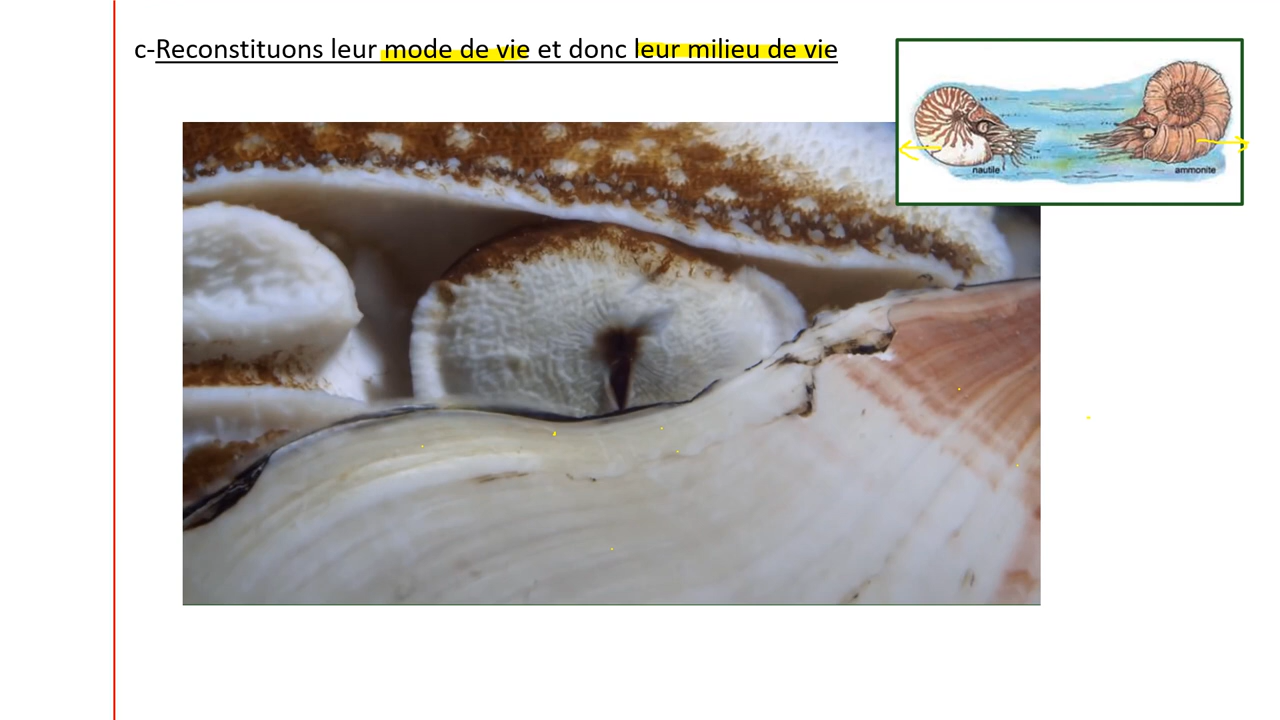 c-Reconstituons leur mode de vie et donc leur milieu de vie
nautile
ammonite